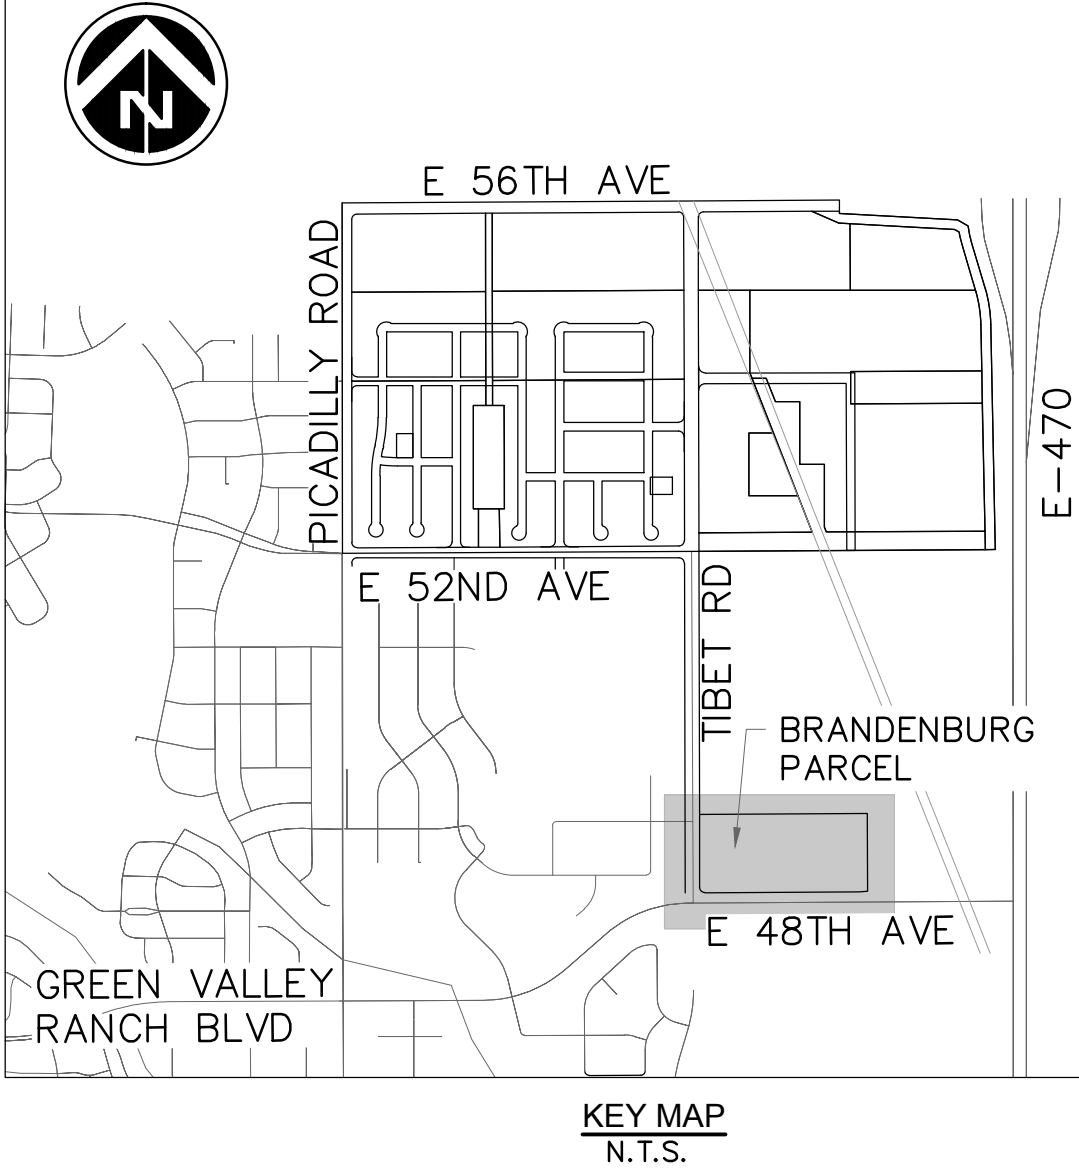 N
E 56TH AVE
PICADILLY ROAD
E-470
E 52ND AVE
TIBET RD
BRANDENBURG
PARCEL
E 48TH AVE
GREEN VALLEY
RANCH BLVD
KEY MAP
N.T.S.